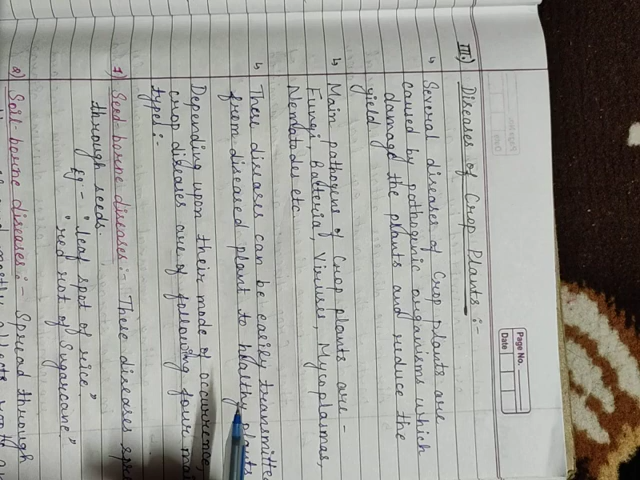 Page No.
Date
III.) Diseases of Crop Plants :-
↳ Several diseases of Crop plants are
caused by pathogenic organisms which
damage the plants and reduce the
yield.
↳ Main pathogens of Crop plants are -
Fungi, Bacteria, Viruses, Mycoplasmas,
Nematodes etc.
↳ These diseases can be easily transmitte
from diseased plant to healthy plants
Depending upon their mode of occurrence,
crop diseases are of following four mai
types:-
1) Seed borne diseases:- These diseases spr
through seeds.
Eg:- "leaf spot of rice"
"red rot of Sugarcane"
2) Soil-borne diseases:- Spread through
mostly